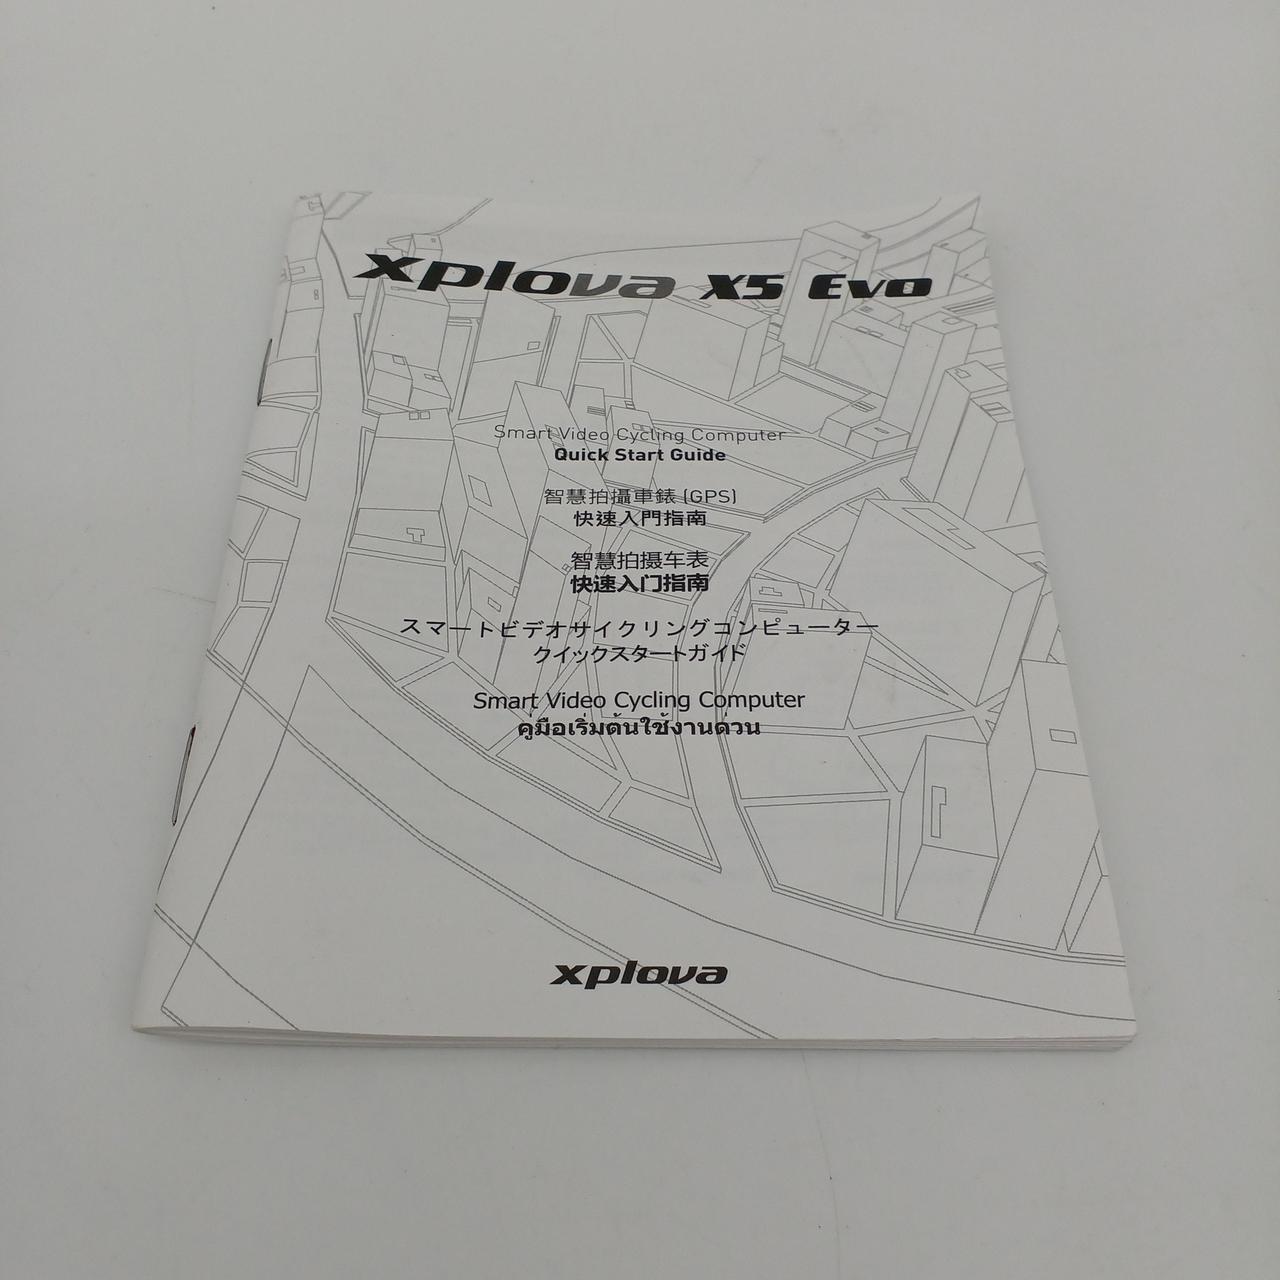 xplova X5 Evo
Smart Video Cycling Computer
Quick Start Guide
智慧拍攝車錶 (GPS)
快速入門指南
智慧拍摄车表
快速入门指南
スマートビデオサイクリングコンピューター
クイックスタートガイド
Smart Video Cycling Computer
คู่มือเริ่มต้นใช้งานด่วน
xplova